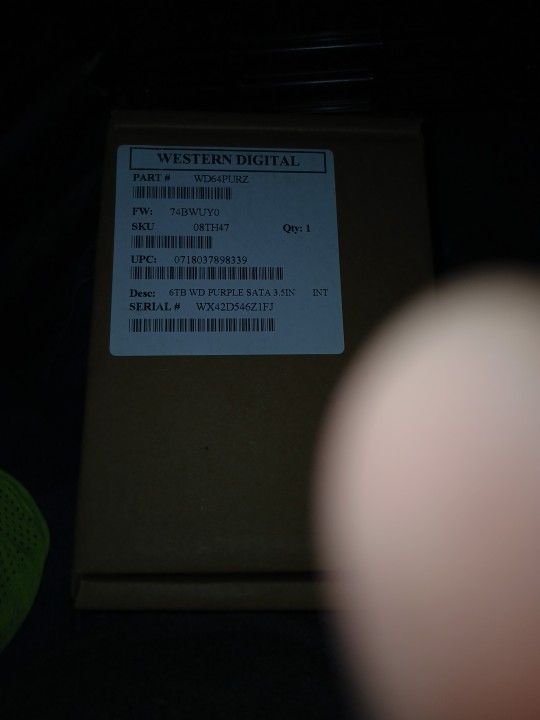 WESTERN DIGITAL
PART # WD64PURZ
FW: 74BWUY0
SKU 08TH47 Qty: 1
UPC: 0718037898339
Desc: 6TB WD PURPLE SATA 3.5IN INT
SERIAL # WX42D546Z1FJ